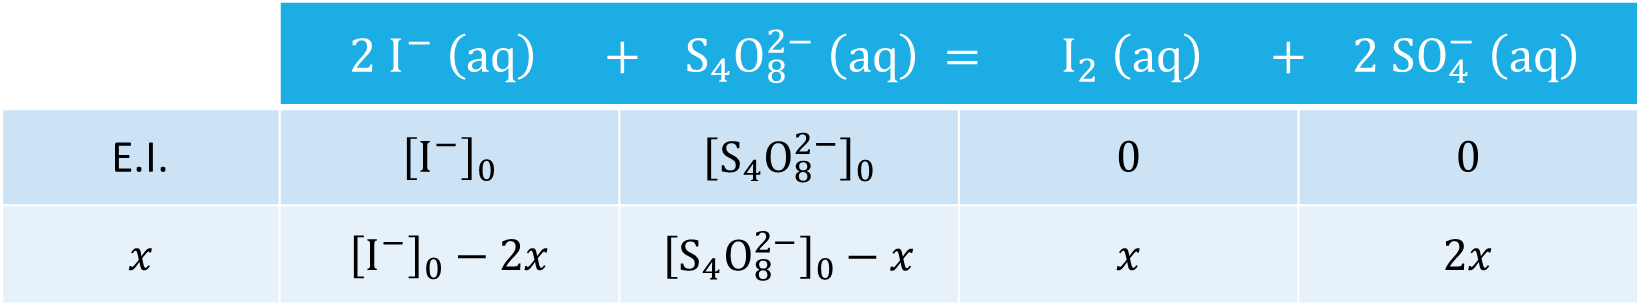 2 I⁻ (aq) + S₄O₈²⁻ (aq) = I₂ (aq) + 2 SO₄⁻ (aq)
E.I. [I⁻]₀ [S₄O₈²⁻]₀ 0 0
x [I⁻]₀ − 2x [S₄O₈²⁻]₀ − x x 2x